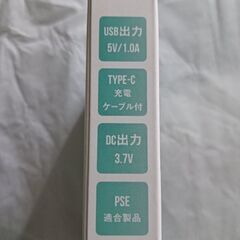 USB出力
5V/1.0A
TYPE-C
充電
ケーブル付
DC出力
3.7V
PSE
適合製品